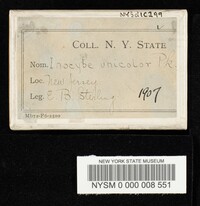 COLL. N. Y. STATE
Nom. Inocybe unicolor Pk
Loc. New Jersey
Leg. E B Sterling 1907
NEW YORK STATE MUSEUM
NYSM 0 000 008 551